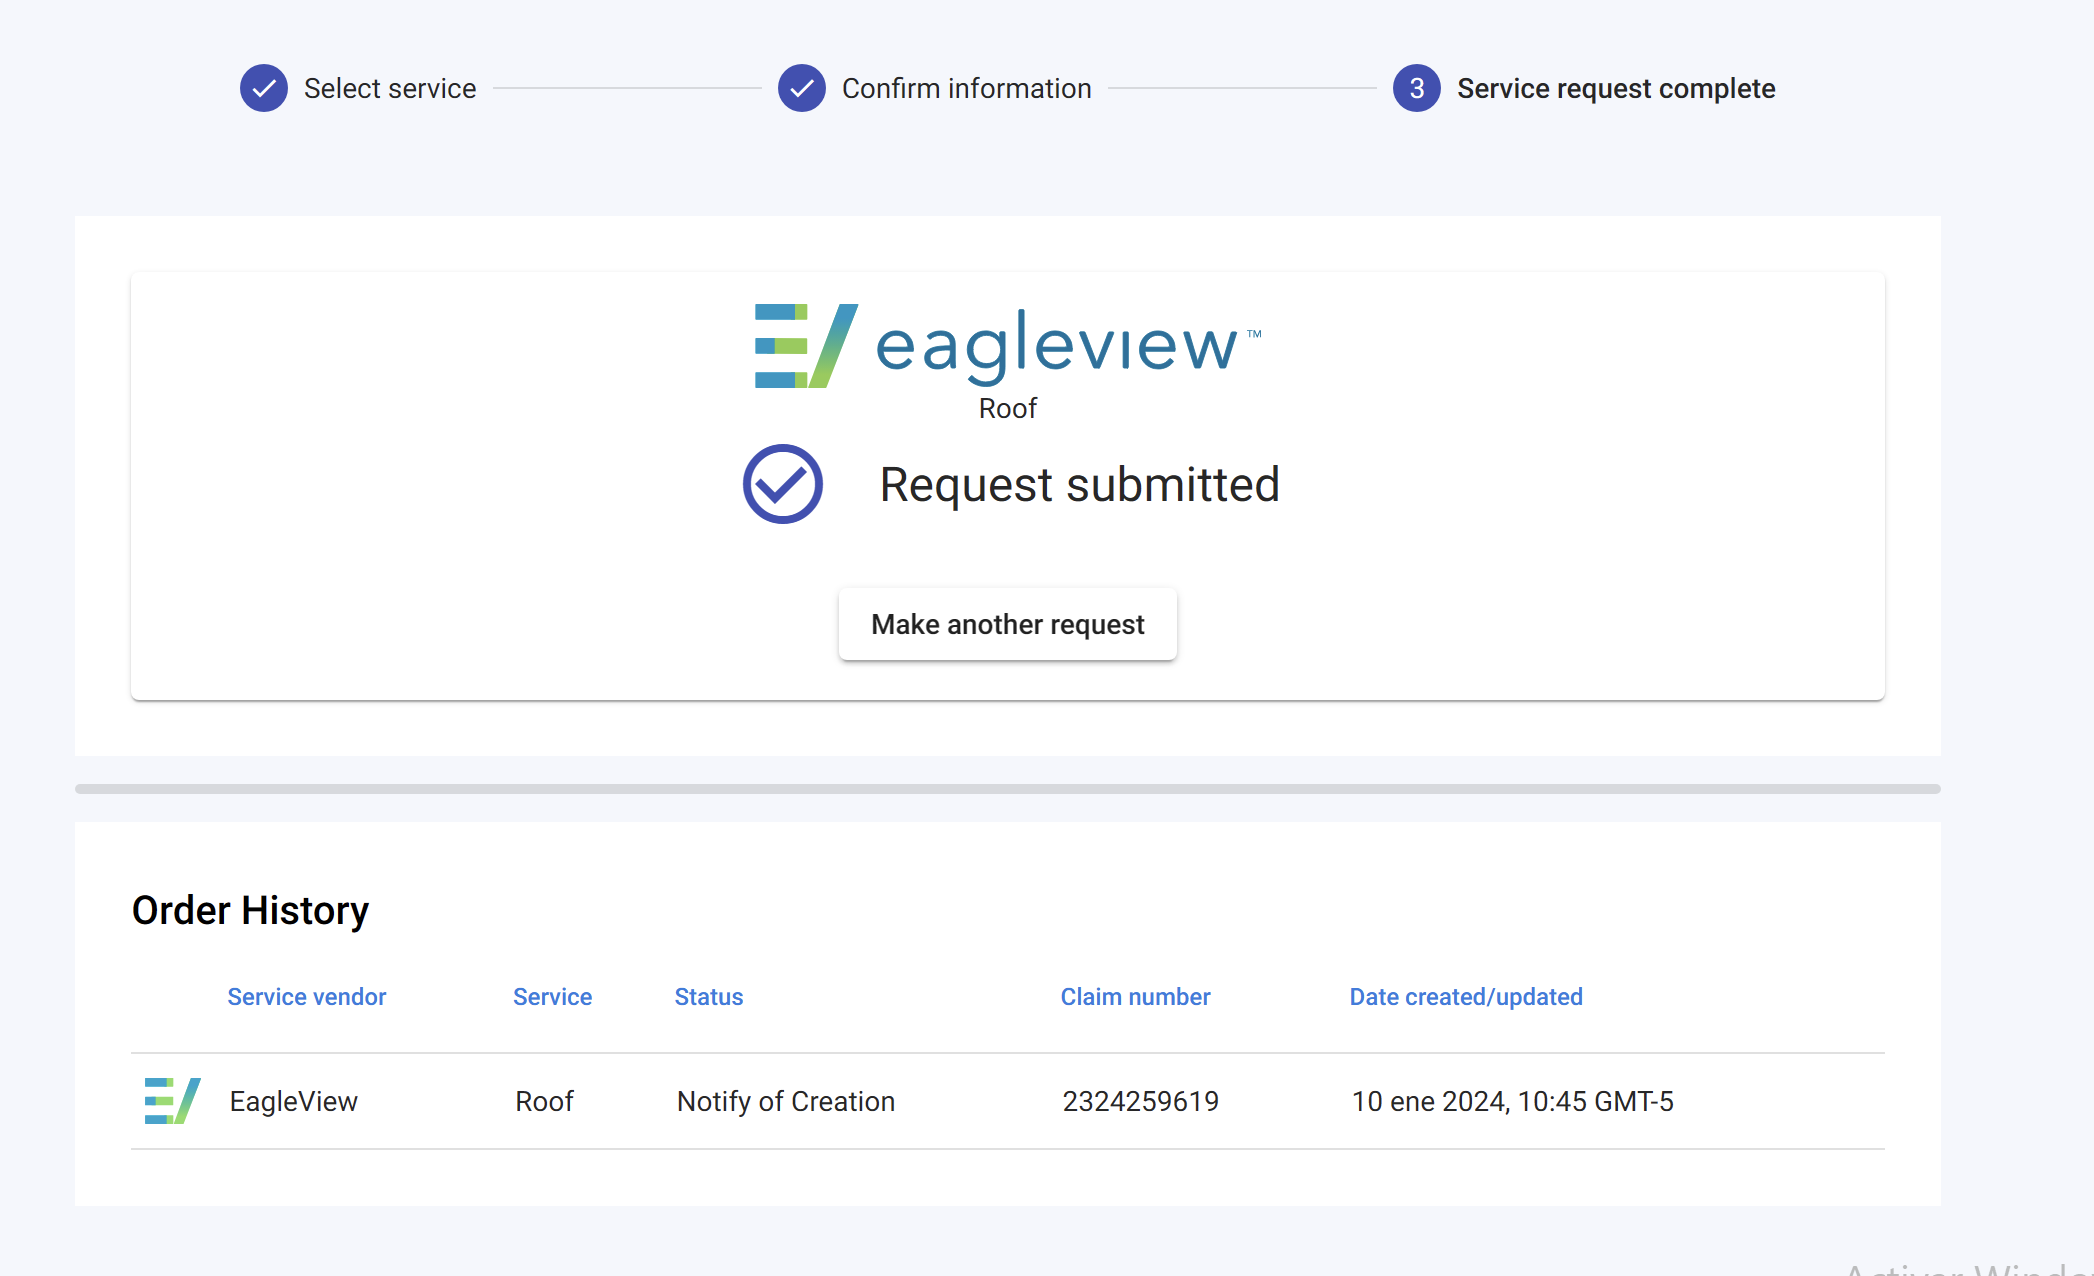 Select service
Confirm information
3 Service request complete
eagleview™
Roof
Request submitted
Make another request
Order History
Service vendor Service Status Claim number Date created/updated
EagleView Roof Notify of Creation 2324259619 10 ene 2024, 10:45 GMT-5